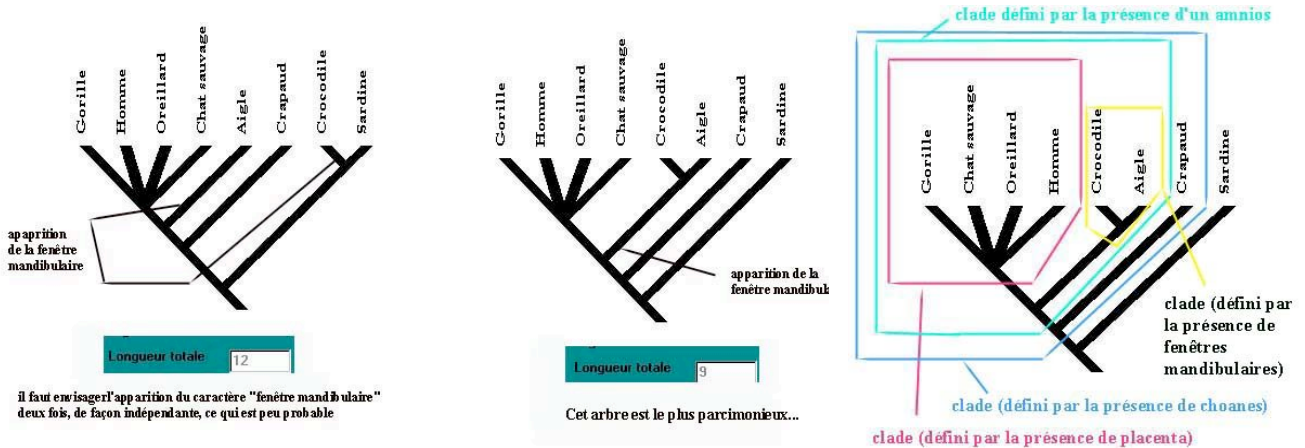 Gorille
Homme
Oreillard
Chat sauvage
Aigle
Crapaud
Crocodile
Sardine
apaprition
de la fenêtre
mandibulaire
Longueur totale 12
il faut envisagerl'apparition du caractère "fenêtre mandibulaire"
deux fois, de façon indépendante, ce qui est peu probable
Gorille
Homme
Oreillard
Chat sauvage
Crocodile
Aigle
Crapaud
Sardine
apparition de la
fenêtre mandibul
Longueur totale 9
Cet arbre est le plus parcimonieux...
clade défini par la présence d'un amnios
Gorille
Chat sauvage
Oreillard
Homme
Crocodile
Aigle
Crapaud
Sardine
clade (défini par
la présence de
fenêtres
mandibulaires)
clade (défini par la présence de choanes)
clade (défini par la présence de placenta)